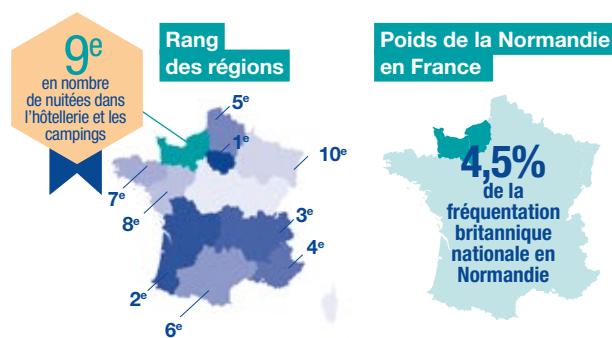 9e
en nombre
de nuitées dans
l'hôtellerie et les
campings
Rang
des régions
5e
1e
10e
7e
8e
3e
4e
2e
6e
Poids de la Normandie
en France
4,5%
de la
fréquentation
britannique
nationale en
Normandie